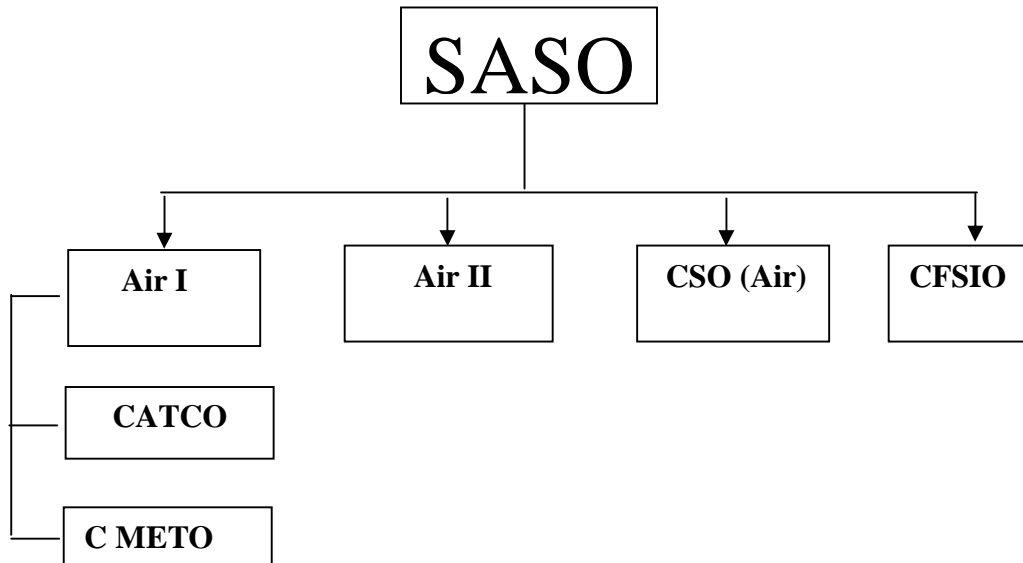 SASO
Air I
Air II
CSO (Air)
CFSIO
CATCO
C METO